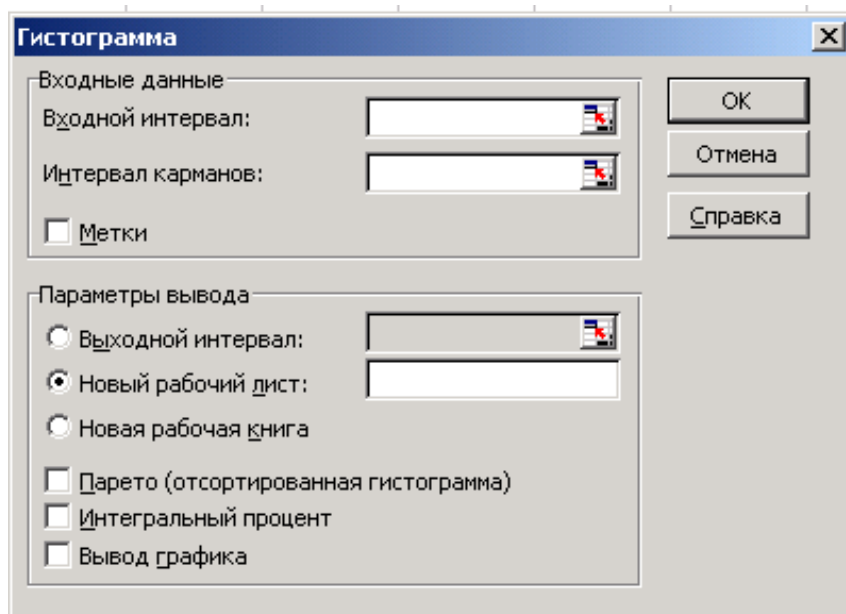 Гистограмма
Входные данные
Входной интервал:
Интервал карманов:
Метки
ОК
Отмена
Справка
Параметры вывода
Выходной интервал:
Новый рабочий лист:
Новая рабочая книга
Парето (отсортированная гистограмма)
Интегральный процент
Вывод графика